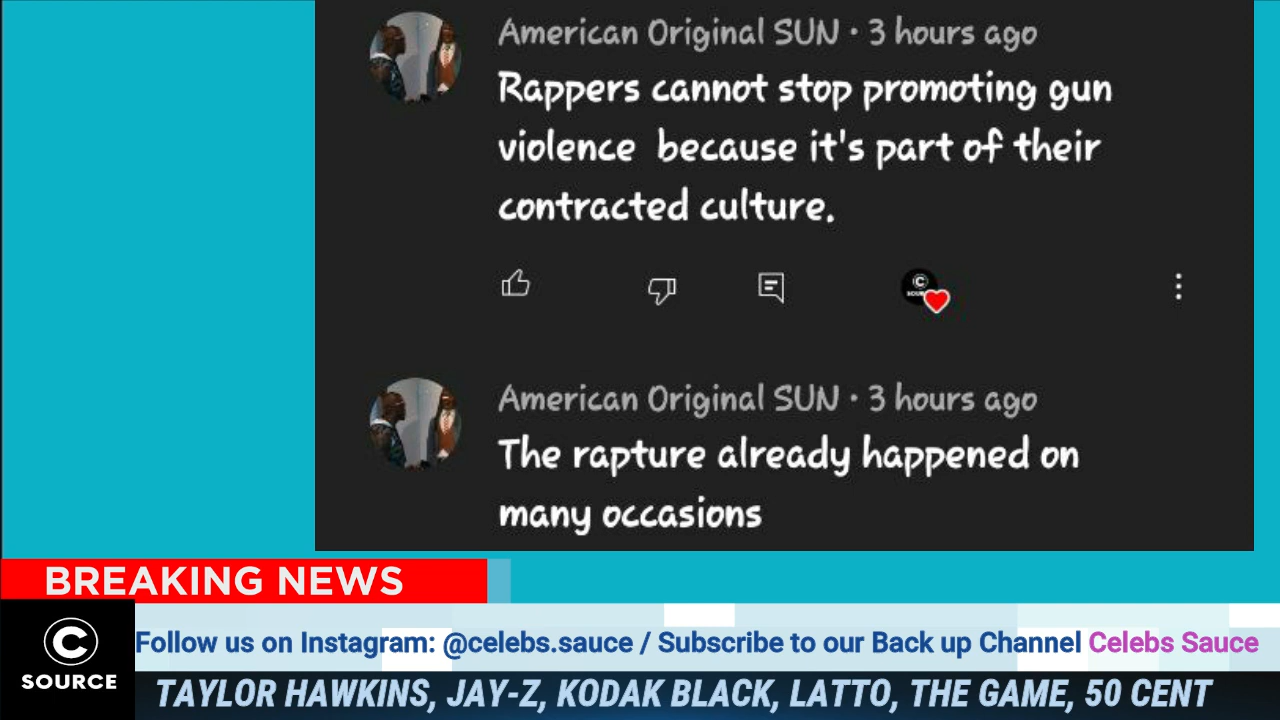 American Original SUN · 3 hours ago
Rappers cannot stop promoting gun
violence because it's part of their
contracted culture.
American Original SUN · 3 hours ago
The rapture already happened on
many occasions
BREAKING NEWS
C
SOURCE
Follow us on Instagram: @celebs.sauce / Subscribe to our Back up Channel Celebs Sauce
TAYLOR HAWKINS, JAY-Z, KODAK BLACK, LATTO, THE GAME, 50 CENT